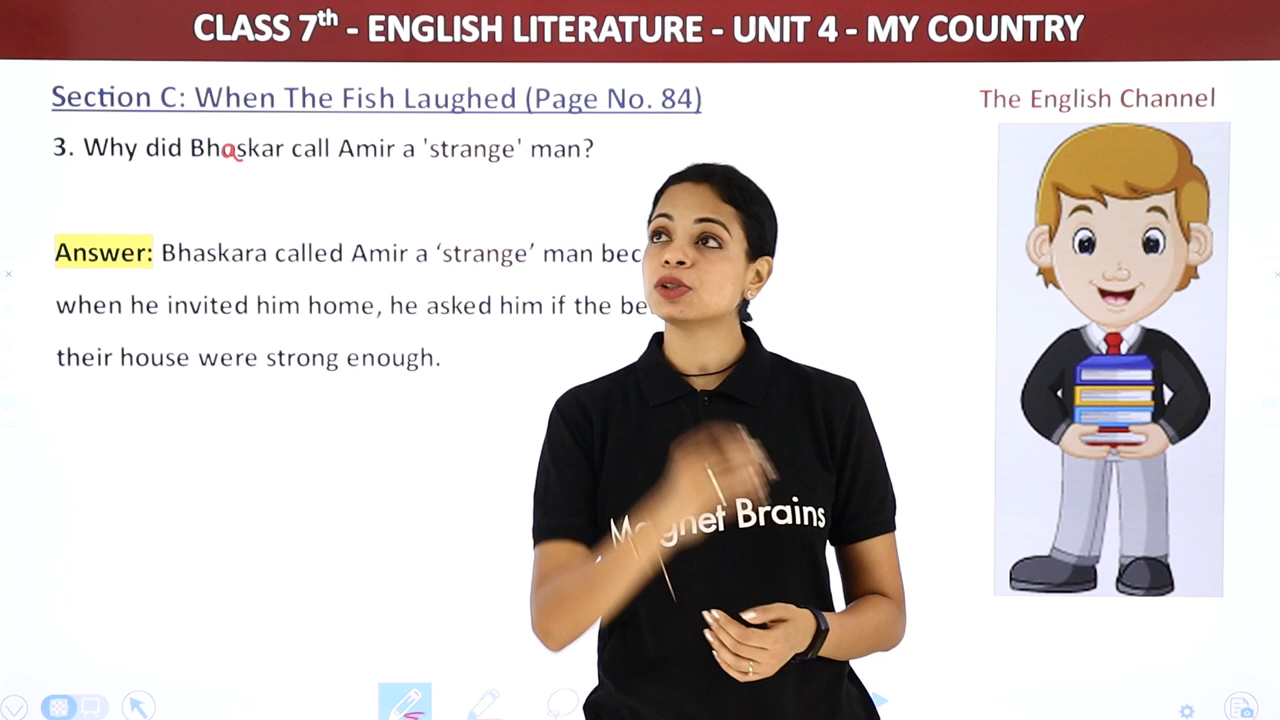 CLASS 7th - ENGLISH LITERATURE - UNIT 4 - MY COUNTRY
Section C: When The Fish Laughed (Page No. 84)
The English Channel
3. Why did Bhaskar call Amir a 'strange' man?
Answer: Bhaskara called Amir a ‘strange’ man
when he invited him home, he asked him if the
their house were strong enough.
Magnet Brains